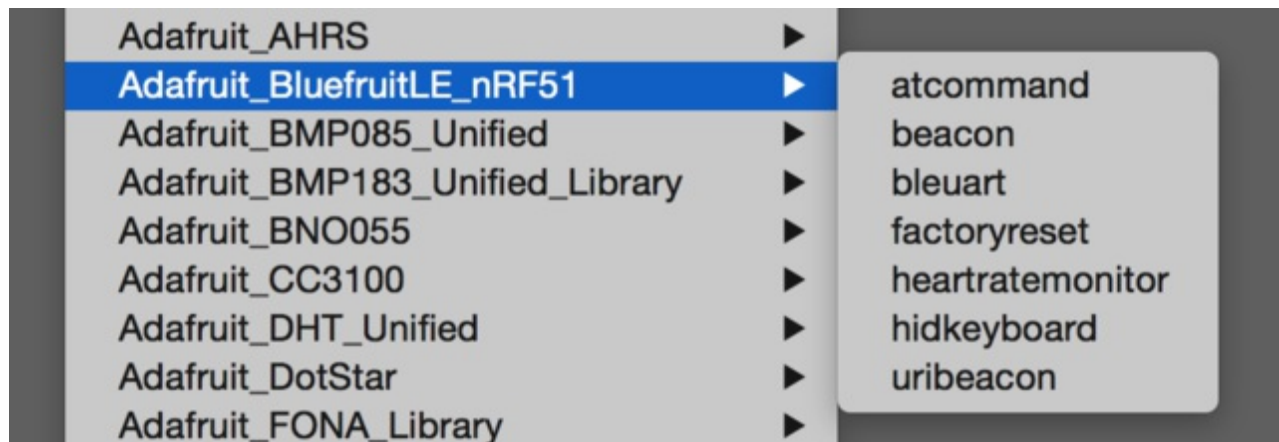 Adafruit_AHRS
Adafruit_BluefruitLE_nRF51
Adafruit_BMP085_Unified
Adafruit_BMP183_Unified_Library
Adafruit_BNO055
Adafruit_CC3100
Adafruit_DHT_Unified
Adafruit_DotStar
Adafruit_FONA_Library
atcommand
beacon
bleuart
factoryreset
heartratemonitor
hidkeyboard
uribeacon